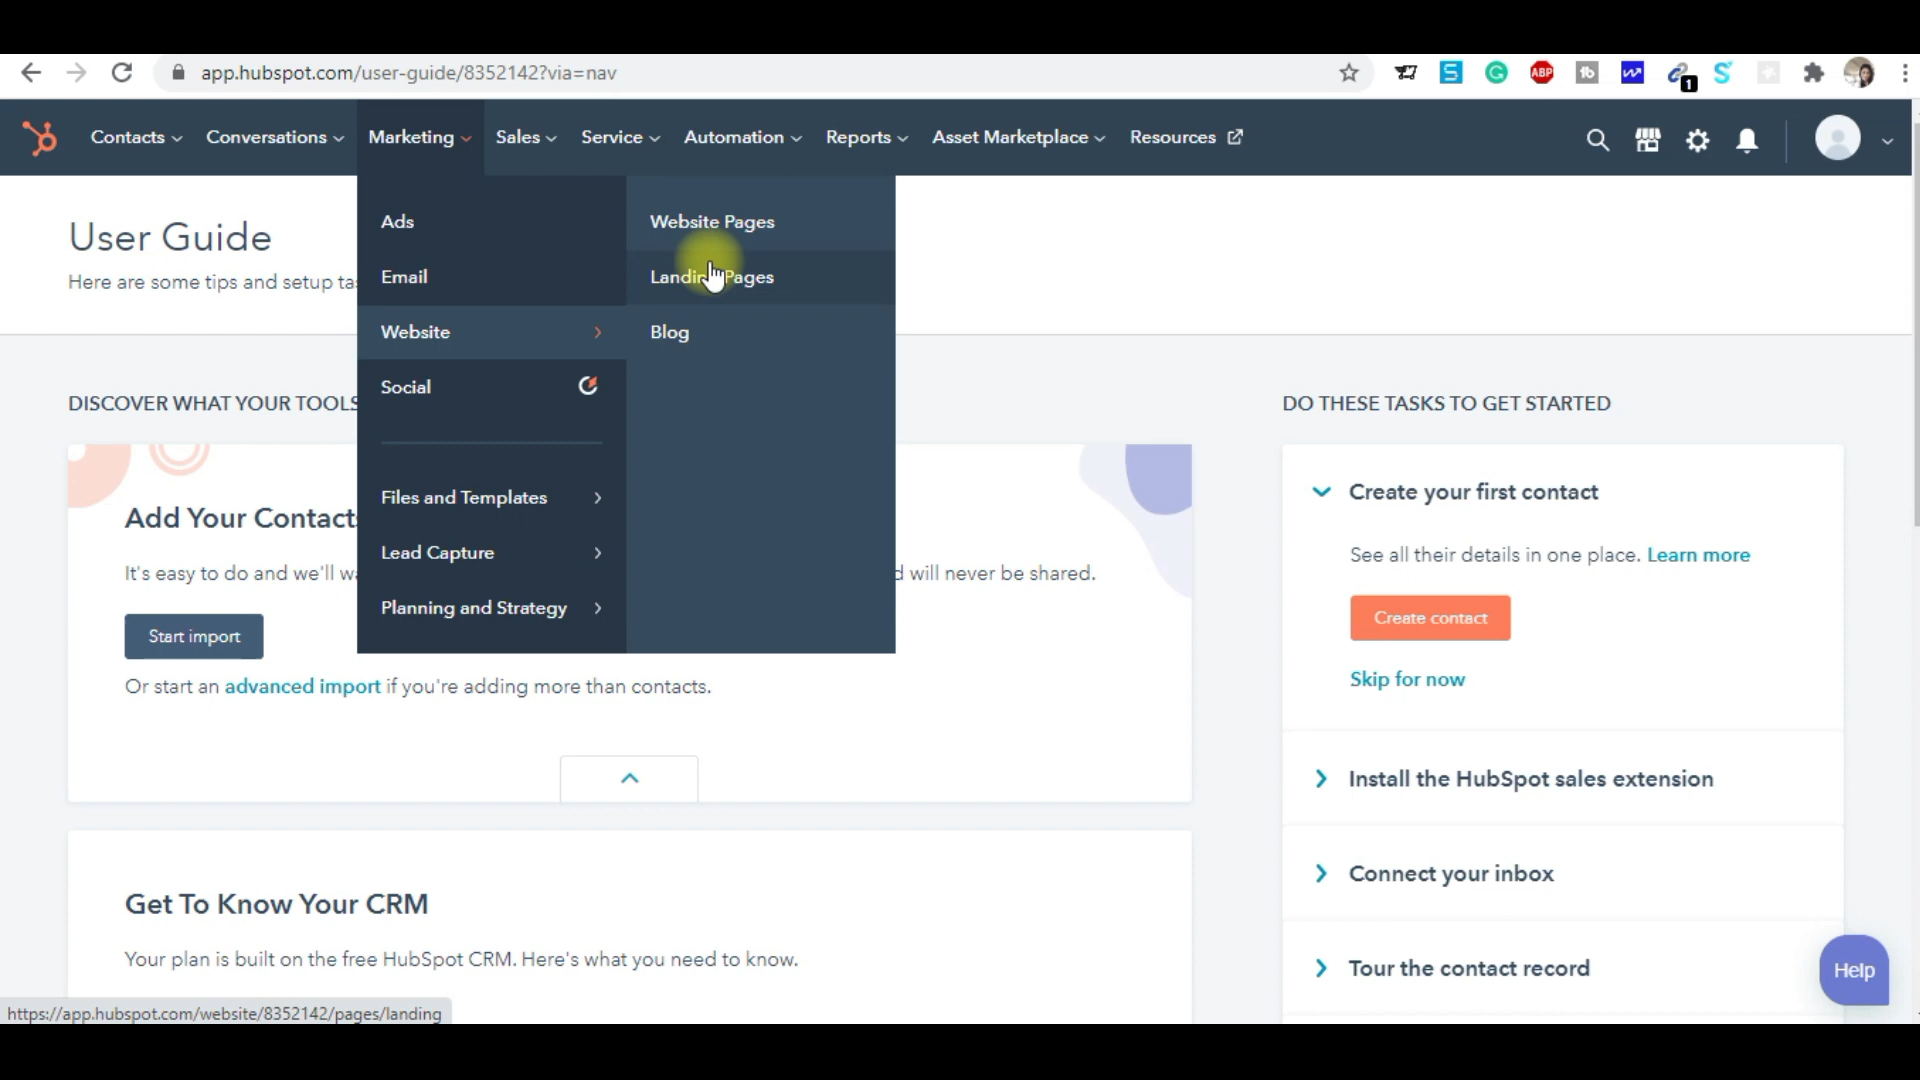 app.hubspot.com/user-guide/8352142?via=nav
ABP
1
Contacts
Conversations
Marketing
Sales
Service
Automation
Reports
Asset Marketplace
Resources
User Guide
Here are some tips and setup
Ads
Email
Website
Social
Files and Templates
Lead Capture
Planning and Strategy
Website Pages
Landing Pages
Blog
DISCOVER WHAT YOUR TOOLS
Add Your Contacts
It's easy to do and we'll
will never be shared.
Start import
Or start an advanced import if you're adding more than contacts.
Get To Know Your CRM
Your plan is built on the free HubSpot CRM. Here's what you need to know.
DO THESE TASKS TO GET STARTED
Create your first contact
See all their details in one place. Learn more
Create contact
Skip for now
Install the HubSpot sales extension
Connect your inbox
Tour the contact record
Help
https://app.hubspot.com/website/8352142/pages/landing